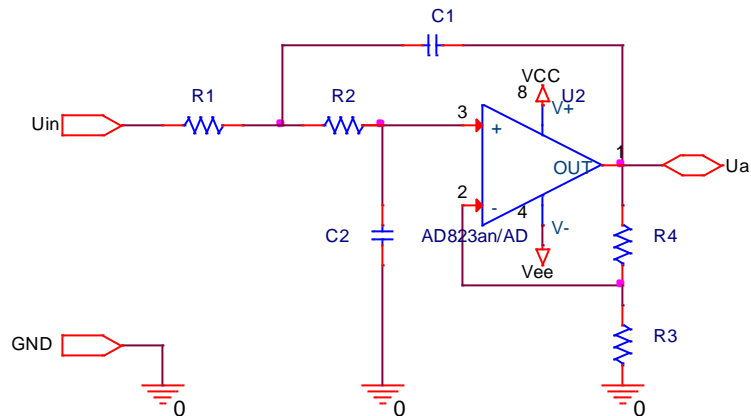 C1
VCC
R1
R2
8
U2
Uin
3
V+
+
1
OUT
Ua
2
-
4
C2
AD823an/AD
V-
R4
Vee
GND
R3
0
0
0